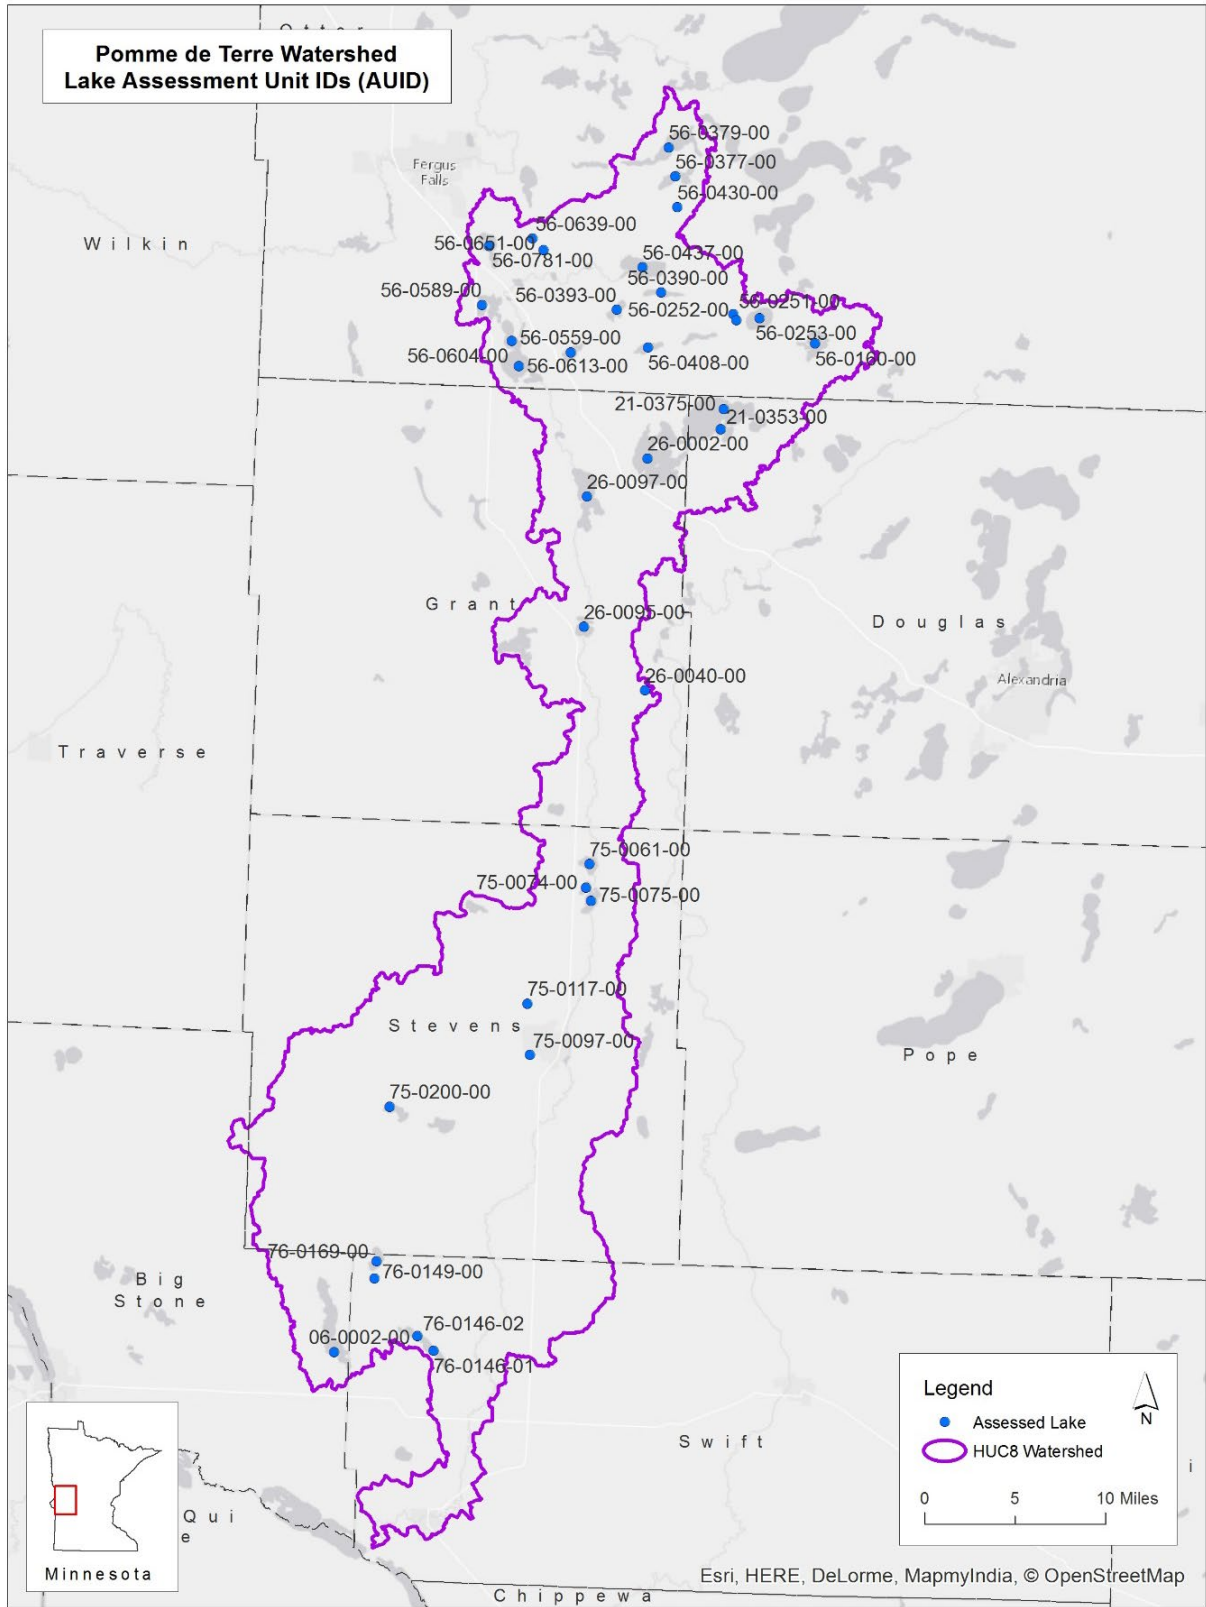 Otter
Pomme de Terre Watershed
Lake Assessment Unit IDs (AUID)
56-0379-00
Fergus
Falls
56-0377-00
56-0430-00
56-0639-00
Wilkin
56-0651-00
56-0437-00
56-0781-00
56-0390-00
56-0589-00
56-0393-00
56-0251-00
56-0252-00
56-0253-00
56-0559-00
56-0604-00
56-0160-00
56-0613-00
56-0408-00
21-0375-00
21-0353-00
26-0002-00
26-0097-00
Grant
26-0095-00
Douglas
26-0040-00
Alexandria
Traverse
75-0061-00
75-0074-00
75-0075-00
75-0117-00
Stevens
75-0097-00
Pope
75-0200-00
76-0169-00
76-0149-00
Big
Stone
76-0146-02
06-0002-00
76-0146-01
Legend
N
Assessed Lake
HUC8 Watershed
Swift
0 5 10 Miles
i
Qui
e
Minnesota
Esri, HERE, DeLorme, MapmyIndia, © OpenStreetMap
Chippewa